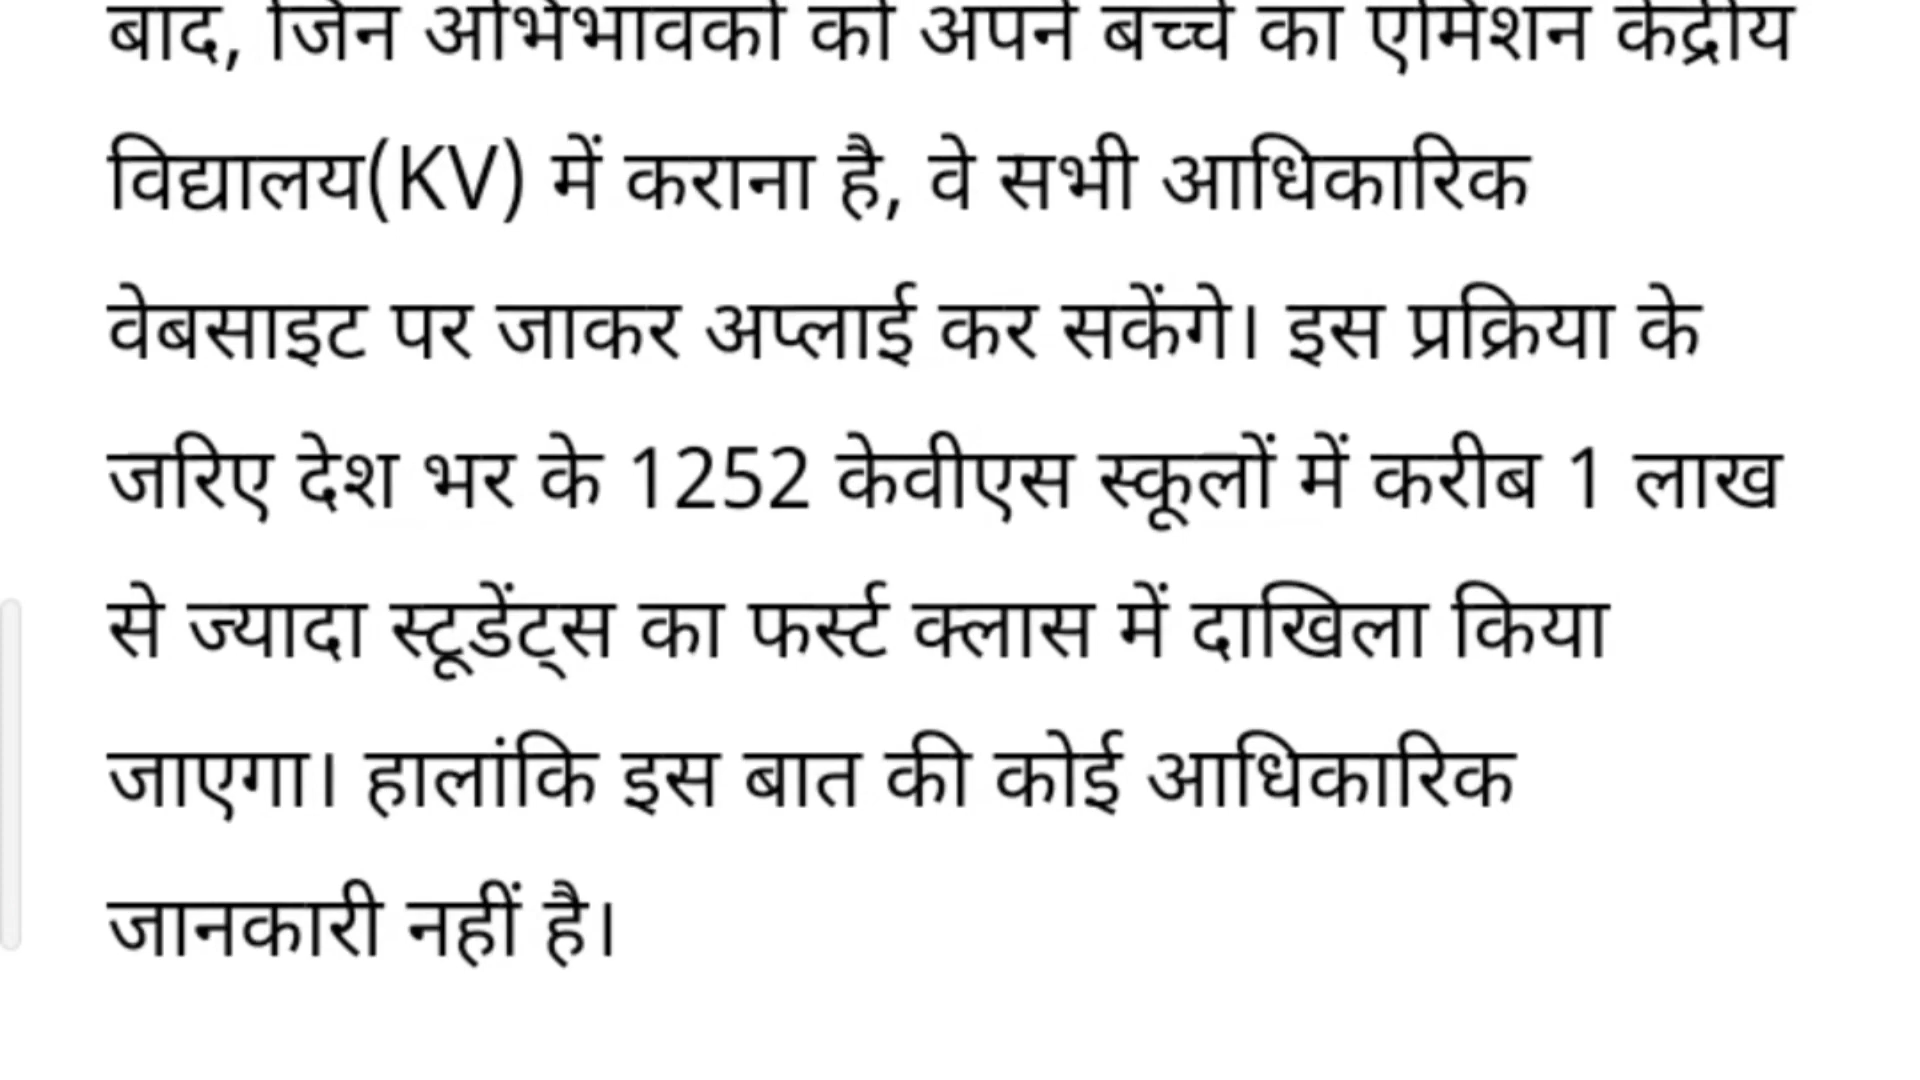 बाद, जिन अभिभावकों को अपने बच्चे का एमिशन केंद्रीय
विद्यालय(KV) में कराना है, वे सभी आधिकारिक
वेबसाइट पर जाकर अप्लाई कर सकेंगे। इस प्रक्रिया के
जरिए देश भर के 1252 केवीएस स्कूलों में करीब 1 लाख
से ज्यादा स्टूडेंट्स का फर्स्ट क्लास में दाखिला किया
जाएगा। हालांकि इस बात की कोई आधिकारिक
जानकारी नहीं है।